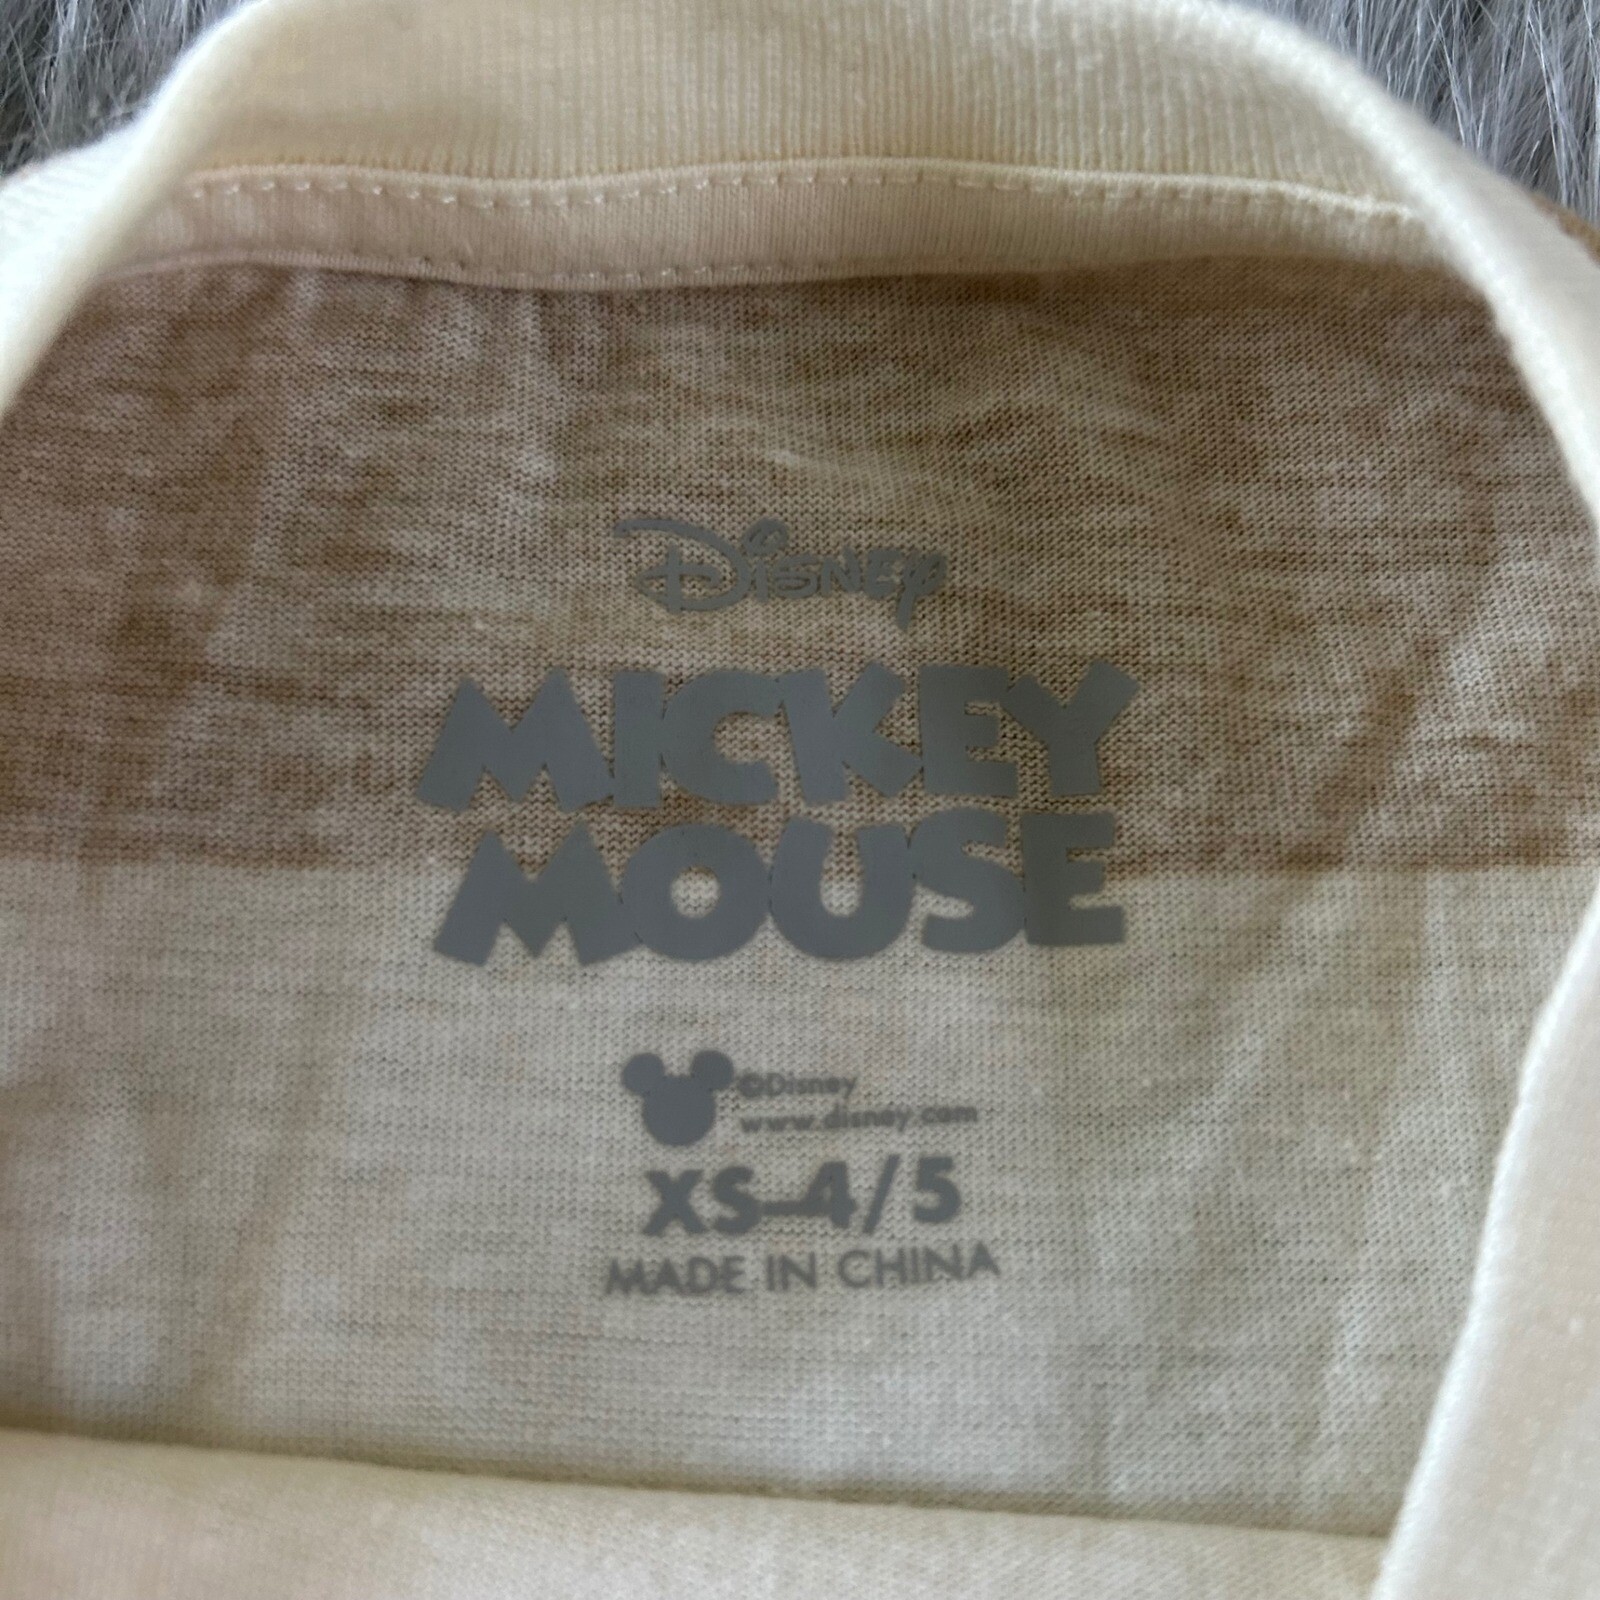 Disney
MICKEY
MOUSE
©Disney
www.disney.com
XS-4/5
MADE IN CHINA